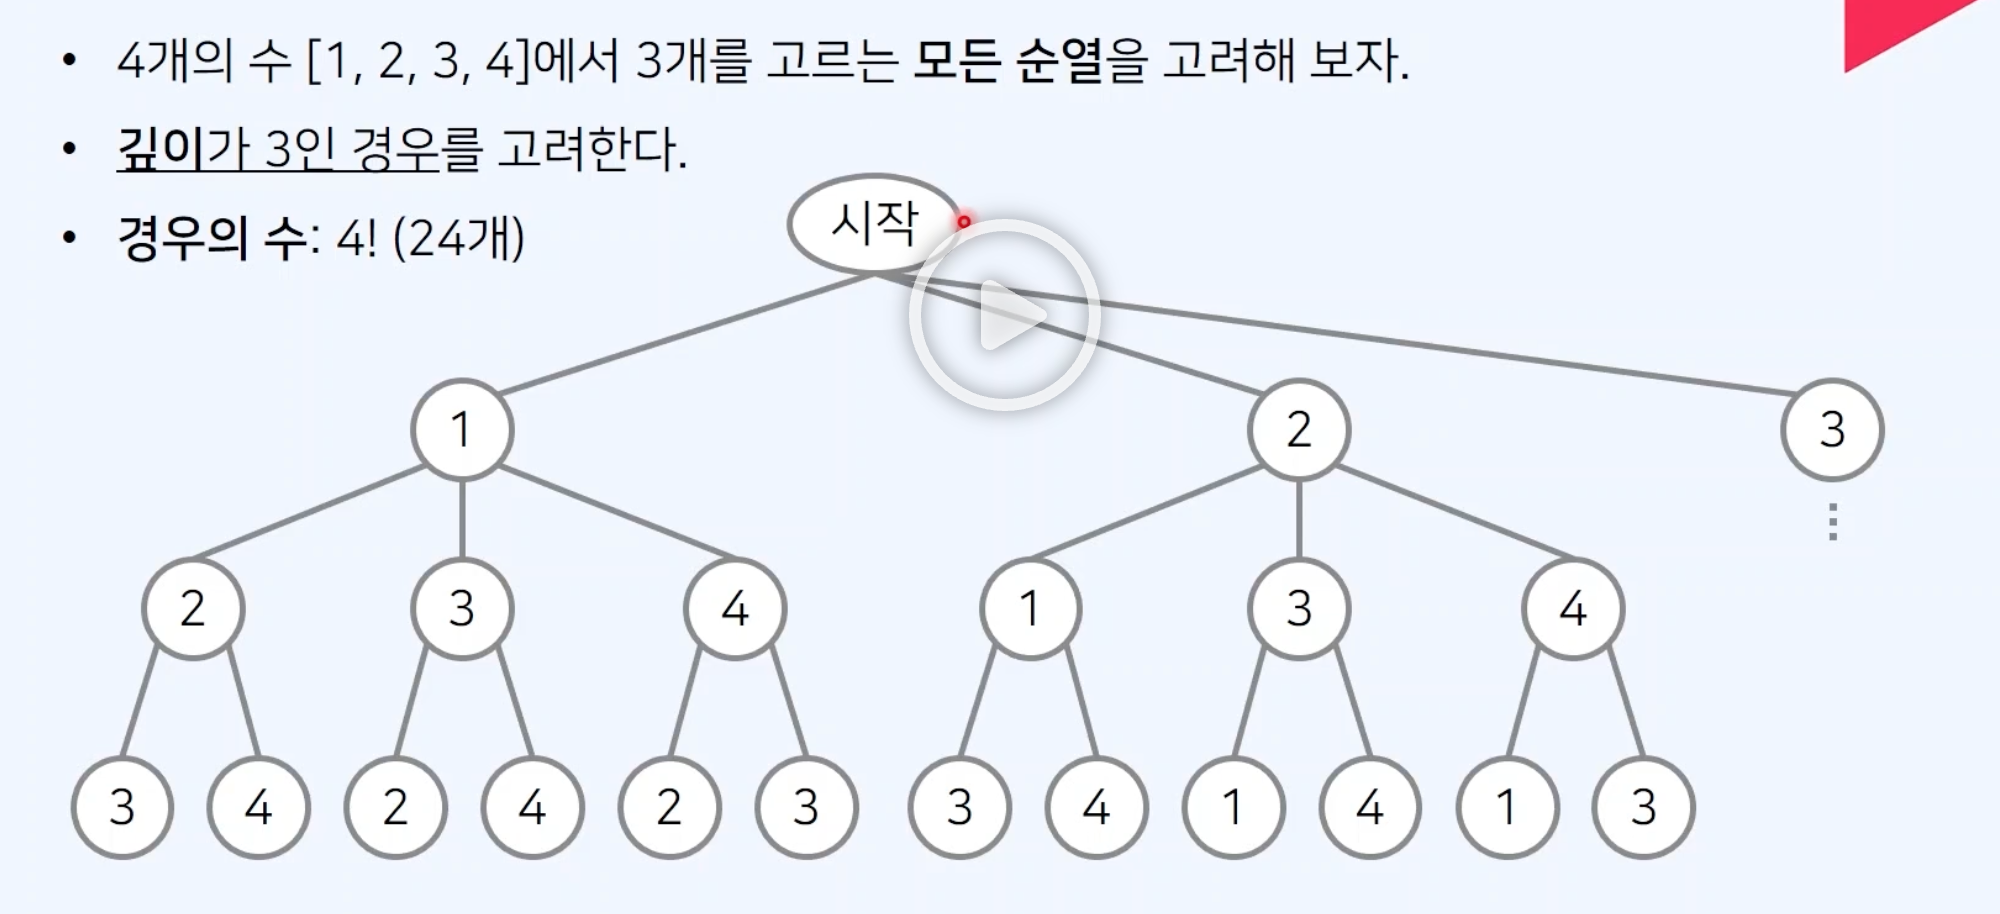 • 4개의 수 [1, 2, 3, 4]에서 3개를 고르는 모든 순열을 고려해 보자.
• 깊이가 3인 경우를 고려한다.
• 경우의 수: 4! (24개)
시작
1 2 3
2 3 4 1 3 4
3 4 2 4 2 3 3 4 1 4 1 3